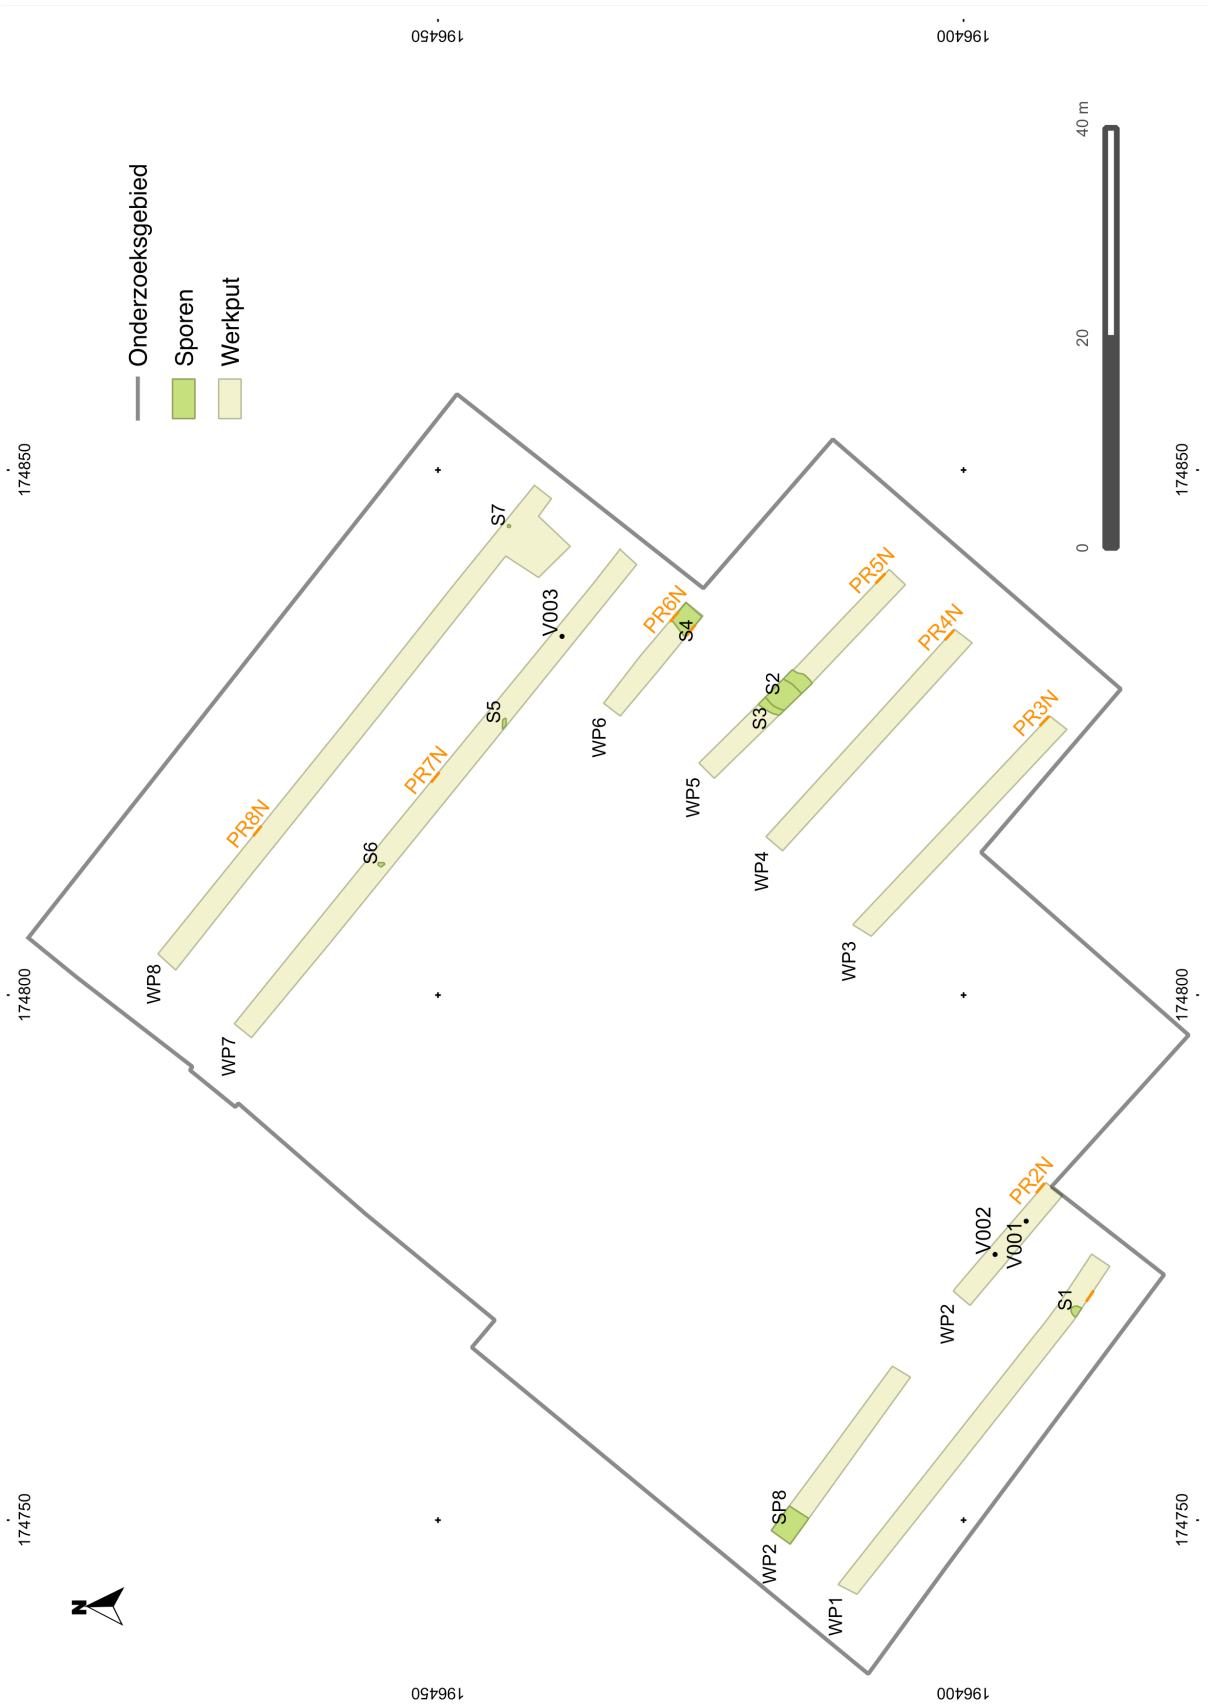 N
174750
174800
174850
196450
196450
196400
196400
Onderzoeksgebied
Sporen
Werkput
WP8
PR8N
S7
WP7
S6
PR7N
S5
V003
WP6
PR6N
S4
WP5
S3
S2
PR5N
WP4
PR4N
WP3
PR3N
WP2
V002
V001
PR2N
WP2
SP8
WP1
S1
0
20
40 m
174750
174800
174850